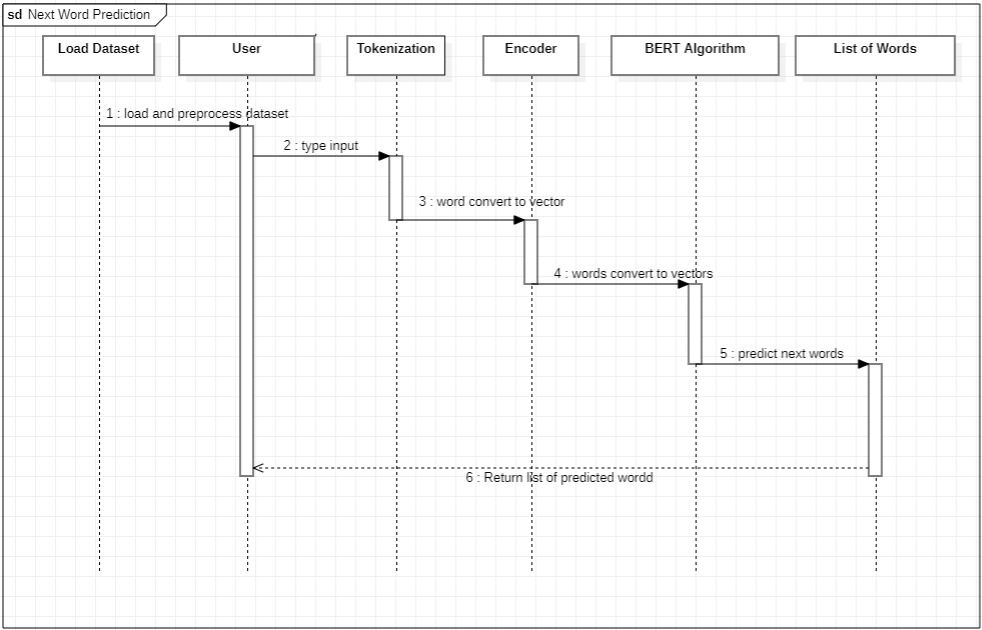 sd Next Word Prediction
Load Dataset
User
Tokenization
Encoder
BERT Algorithm
List of Words
1 : load and preprocess dataset
2 : type input
3 : word convert to vector
4 : words convert to vectors
5 : predict next words
6 : Return list of predicted wordd